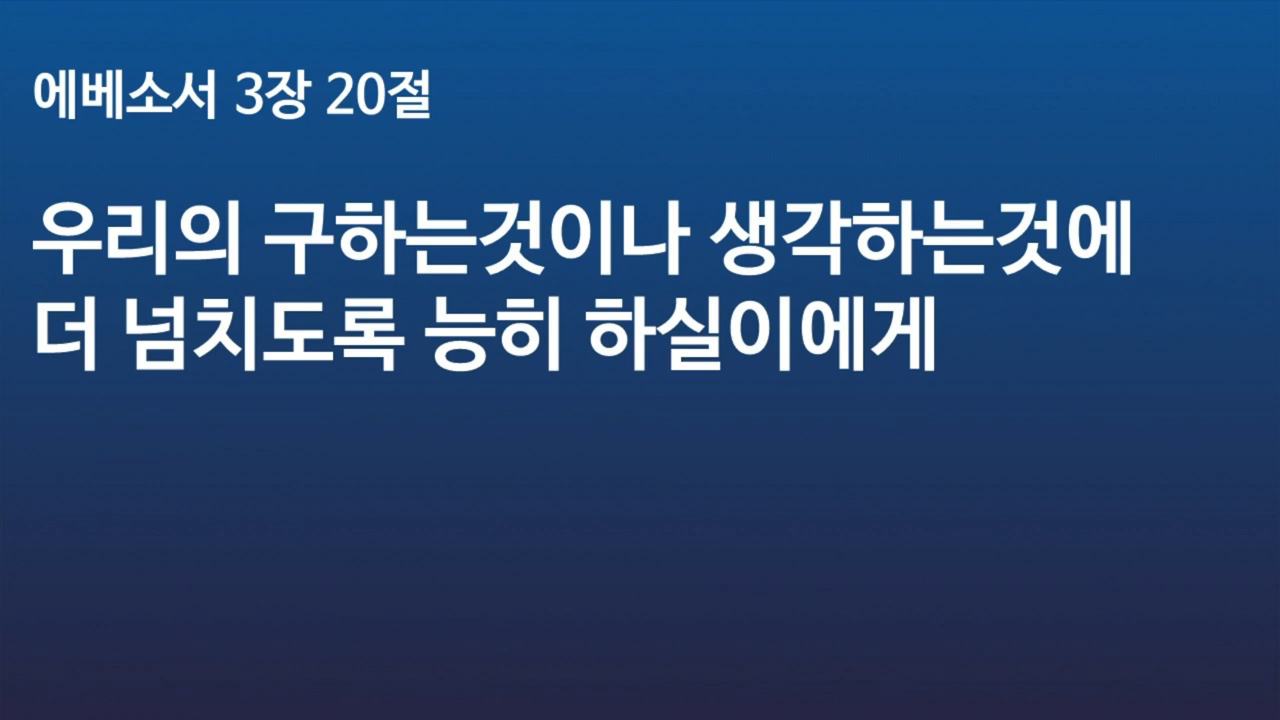 에베소서 3장 20절
우리의 구하는것이나 생각하는것에
더 넘치도록 능히 하실이에게